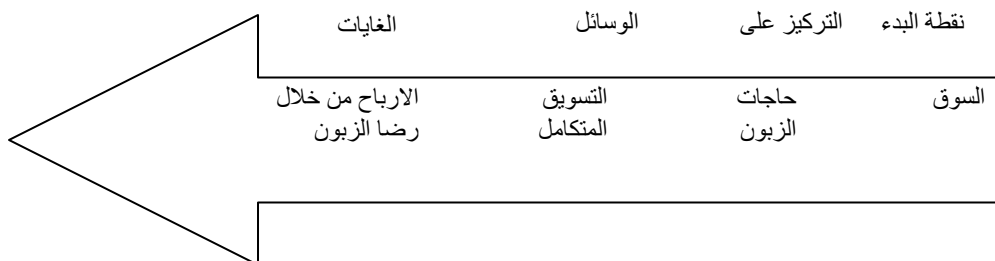 نقطة البدء التركيز على الوسائل الغايات
السوق حاجات التسويق الارباح من خلال
الزبون المتكامل رضا الزبون